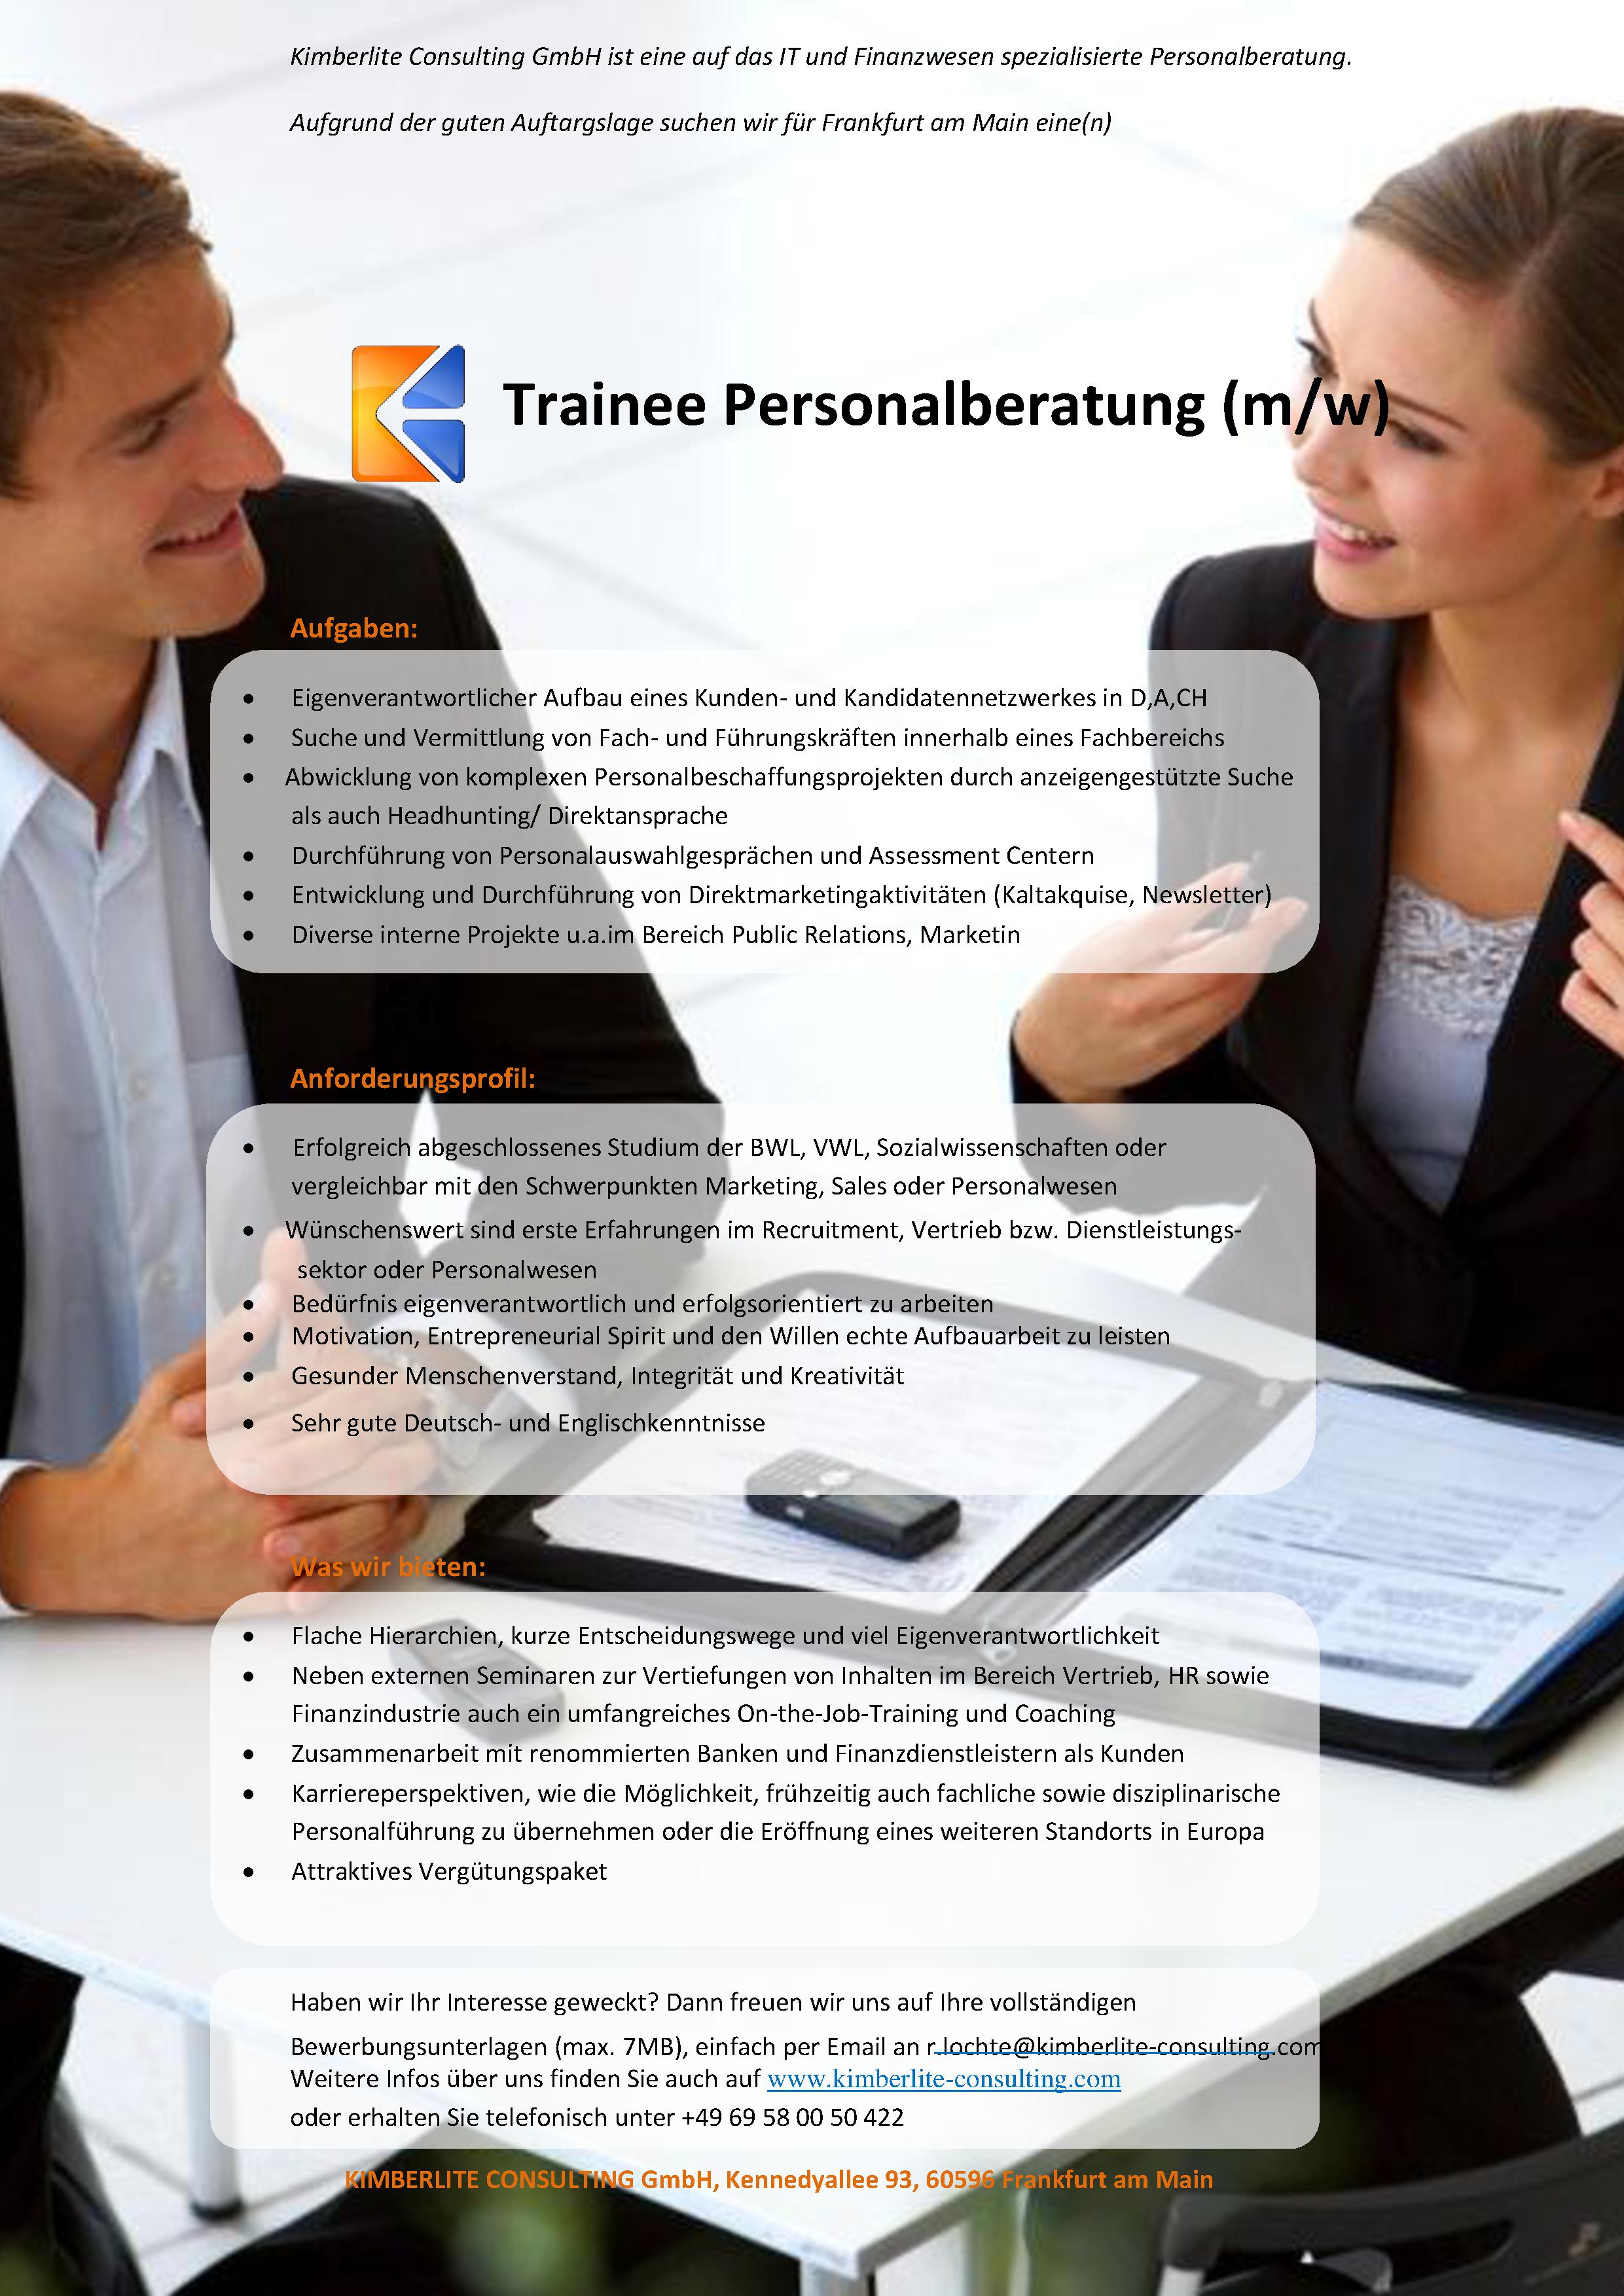 Kimberlite Consulting GmbH ist eine auf das IT und Finanzwesen spezialisierte Personalberatung.
Aufgrund der guten Auftargslage suchen wir für Frankfurt am Main eine(n)
Trainee Personalberatung (m/w)
Aufgaben:
• Eigenverantwortlicher Aufbau eines Kunden- und Kandidatennetzwerkes in D,A,CH
• Suche und Vermittlung von Fach- und Führungskräften innerhalb eines Fachbereichs
• Abwicklung von komplexen Personalbeschaffungsprojekten durch anzeigengestützte Suche
als auch Headhunting/ Direktansprache
• Durchführung von Personalauswahlgesprächen und Assessment Centern
• Entwicklung und Durchführung von Direktmarketingaktivitäten (Kaltakquise, Newsletter)
• Diverse interne Projekte u.a.im Bereich Public Relations, Marketin
Anforderungsprofil:
• Erfolgreich abgeschlossenes Studium der BWL, VWL, Sozialwissenschaften oder
vergleichbar mit den Schwerpunkten Marketing, Sales oder Personalwesen
• Wünschenswert sind erste Erfahrungen im Recruitment, Vertrieb bzw. Dienstleistungs-
sektor oder Personalwesen
• Bedürfnis eigenverantwortlich und erfolgsorientiert zu arbeiten
• Motivation, Entrepreneurial Spirit und den Willen echte Aufbauarbeit zu leisten
• Gesunder Menschenverstand, Integrität und Kreativität
• Sehr gute Deutsch- und Englischkenntnisse
Was wir bieten:
• Flache Hierarchien, kurze Entscheidungswege und viel Eigenverantwortlichkeit
• Neben externen Seminaren zur Vertiefungen von Inhalten im Bereich Vertrieb, HR sowie
Finanzindustrie auch ein umfangreiches On-the-Job-Training und Coaching
• Zusammenarbeit mit renommierten Banken und Finanzdienstleistern als Kunden
• Karriereperspektiven, wie die Möglichkeit, frühzeitig auch fachliche sowie disziplinarische
Personalführung zu übernehmen oder die Eröffnung eines weiteren Standorts in Europa
• Attraktives Vergütungspaket
Haben wir Ihr Interesse geweckt? Dann freuen wir uns auf Ihre vollständigen
Bewerbungsunterlagen (max. 7MB), einfach per Email an r.lochte@kimberlite-consulting.com
Weitere Infos über uns finden Sie auch auf www.kimberlite-consulting.com
oder erhalten Sie telefonisch unter +49 69 58 00 50 422
KIMBERLITE CONSULTING GmbH, Kennedyallee 93, 60596 Frankfurt am Main